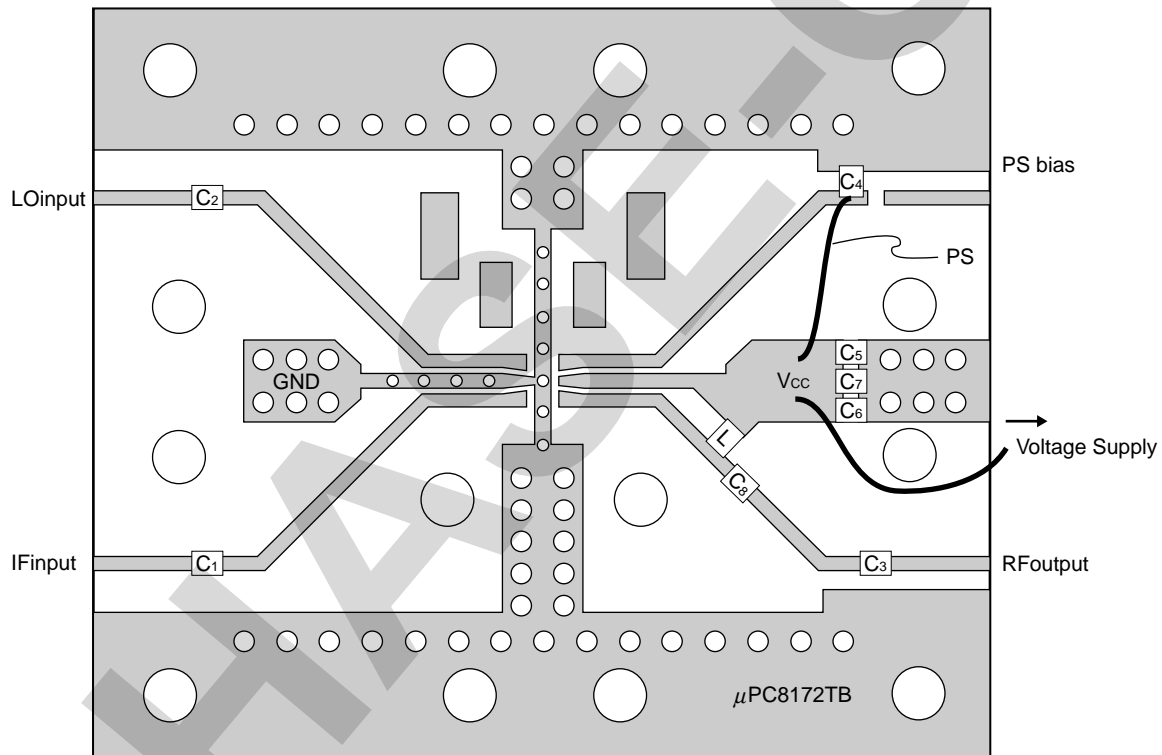 PS bias
C4
LOinput
C2
PS
C5
GND
VCC
C7
C6
L
Voltage Supply
C8
IFinput
C1
C3
RFoutput
μPC8172TB